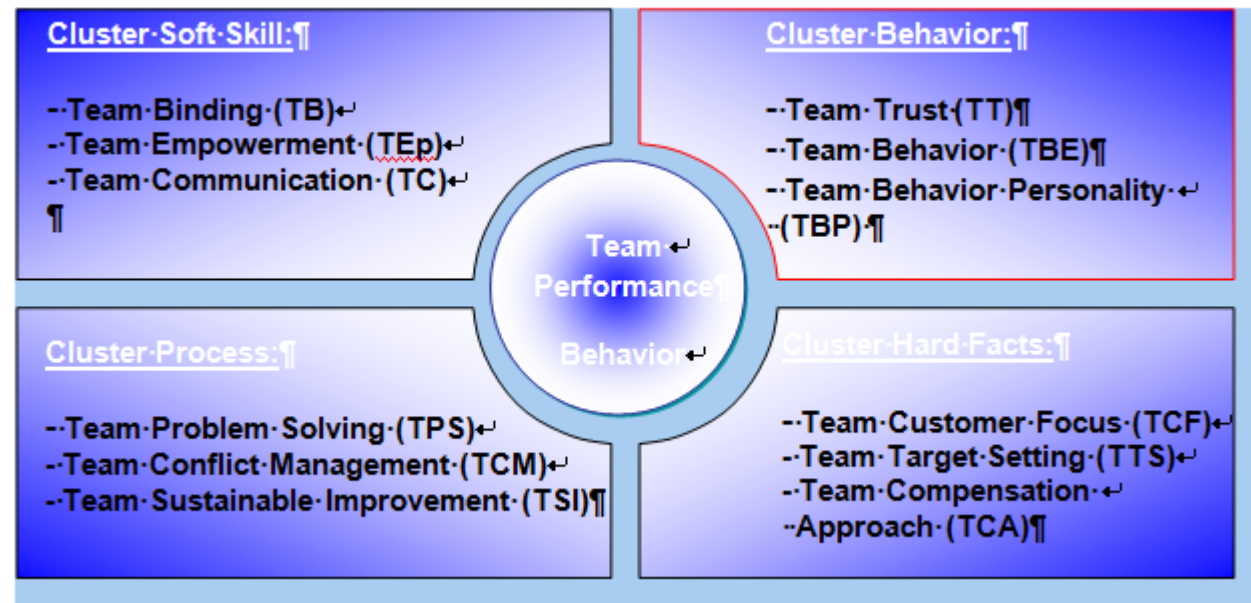 Cluster Soft Skill:¶
- Team Binding (TB)↵
- Team Empowerment (TEp)↵
- Team Communication (TC)↵
¶
Cluster Behavior:¶
- Team Trust (TT)¶
- Team Behavior (TBE)¶
- Team Behavior Personality ↵
(TBP) ¶
Team ↵
Performance¶
Behavior↵
Cluster Process:¶
- Team Problem Solving (TPS)↵
- Team Conflict Management (TCM)↵
- Team Sustainable Improvement (TSI)¶
Cluster Hard Facts:¶
- Team Customer Focus (TCF)↵
- Team Target Setting (TTS)↵
- Team Compensation ↵
Approach (TCA)¶